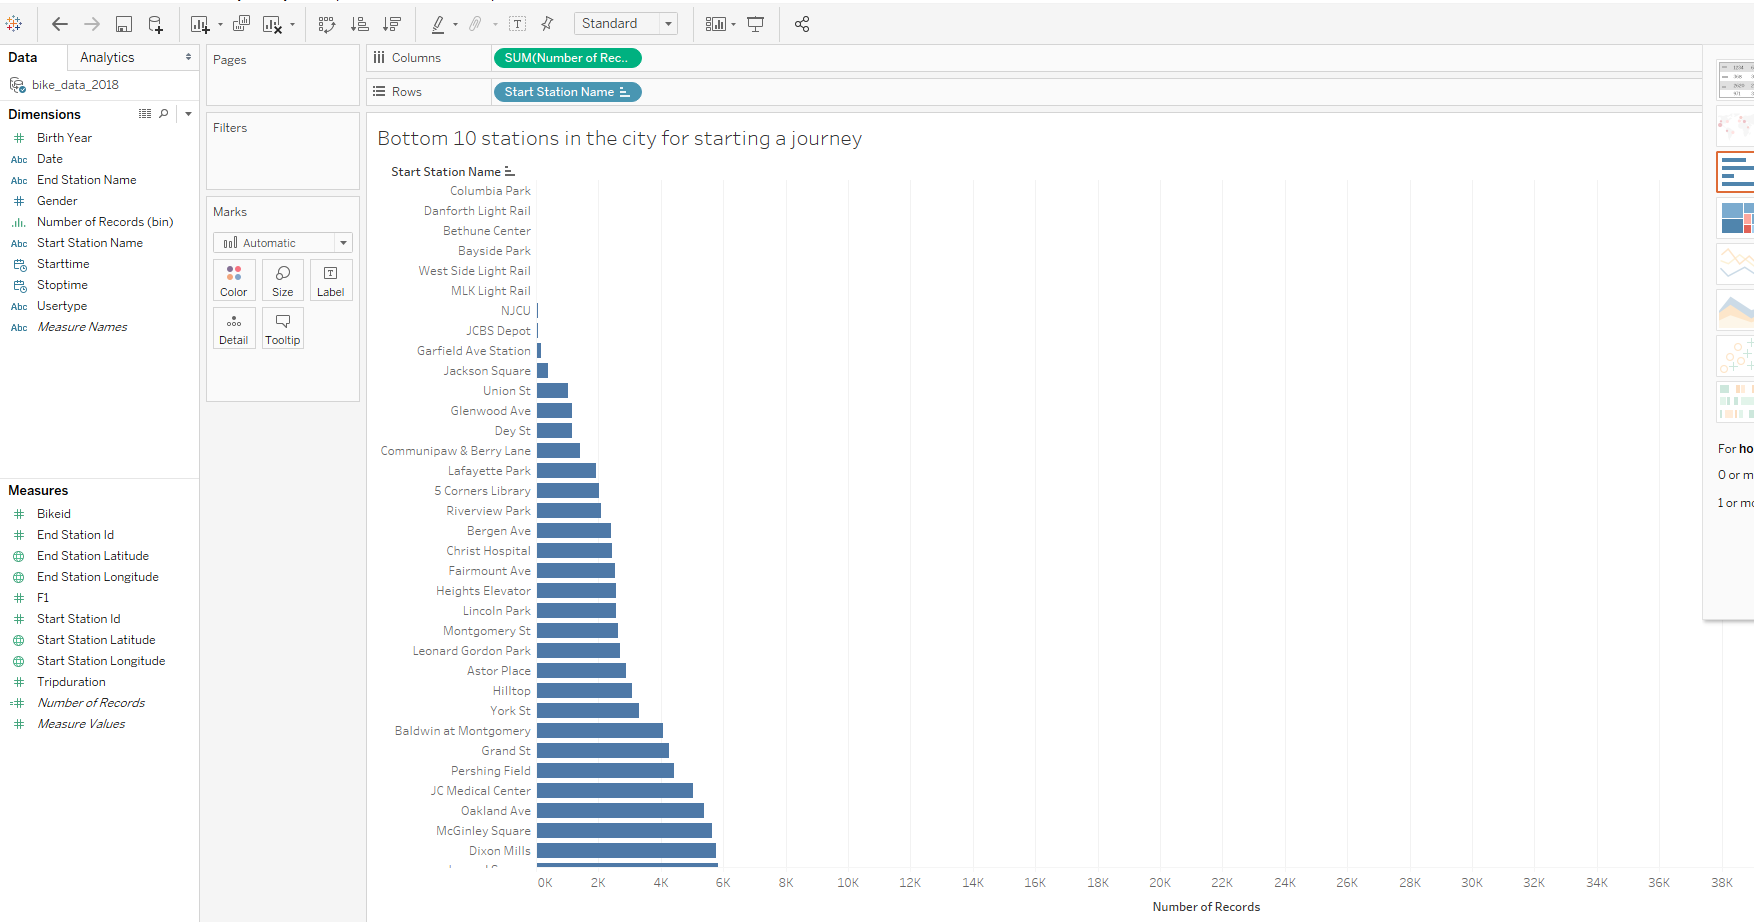 Standard
Data
Analytics
bike_data_2018
Dimensions
Birth Year
Abc Date
Abc End Station Name
Gender
Number of Records (bin)
Abc Start Station Name
Starttime
Stoptime
Abc Usertype
Abc Measure Names
Measures
Bikeid
End Station Id
End Station Latitude
End Station Longitude
F1
Start Station Id
Start Station Latitude
Start Station Longitude
Tripduration
Number of Records
Measure Values
Pages
Filters
Marks
Automatic
Color Size Label
Detail Tooltip
Columns SUM(Number of Rec..
Rows Start Station Name
Bottom 10 stations in the city for starting a journey
Start Station Name
Columbia Park
Danforth Light Rail
Bethune Center
Bayside Park
West Side Light Rail
MLK Light Rail
NJCU
JCBS Depot
Garfield Ave Station
Jackson Square
Union St
Glenwood Ave
Dey St
Communipaw & Berry Lane
Lafayette Park
5 Corners Library
Riverview Park
Bergen Ave
Christ Hospital
Fairmount Ave
Heights Elevator
Lincoln Park
Montgomery St
Leonard Gordon Park
Astor Place
Hilltop
York St
Baldwin at Montgomery
Grand St
Pershing Field
JC Medical Center
Oakland Ave
McGinley Square
Dixon Mills
0K 2K 4K 6K 8K 10K 12K 14K 16K 18K 20K 22K 24K 26K 28K 30K 32K 34K 36K 38K
Number of Records
For ho
0 or m
1 or mo